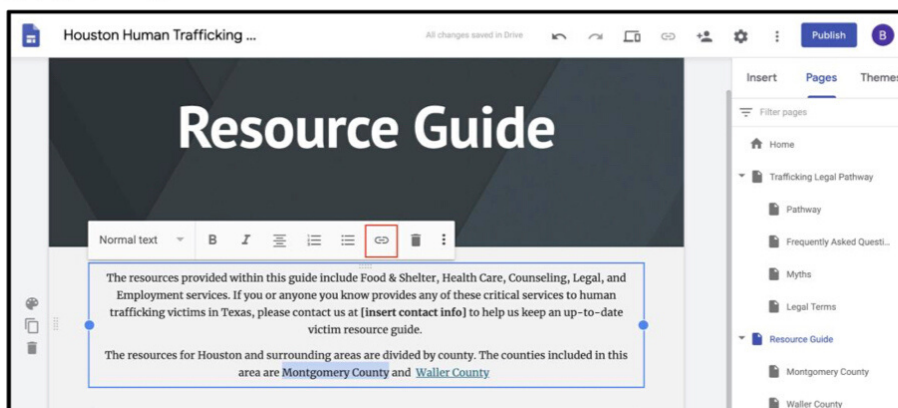 Houston Human Trafficking ...
All changes saved in Drive
Publish
B
Insert Pages Themes
Filter pages
Home
Trafficking Legal Pathway
Pathway
Frequently Asked Questi..
Myths
Legal Terms
Resource Guide
Montgomery County
Waller County
Resource Guide
Normal text B I
The resources provided within this guide include Food & Shelter, Health Care, Counseling, Legal, and
Employment services. If you or anyone you know provides any of these critical services to human
trafficking victims in Texas, please contact us at [insert contact info] to help us keep an up-to-date
victim resource guide.
The resources for Houston and surrounding areas are divided by county. The counties included in this
area are Montgomery County and Waller County